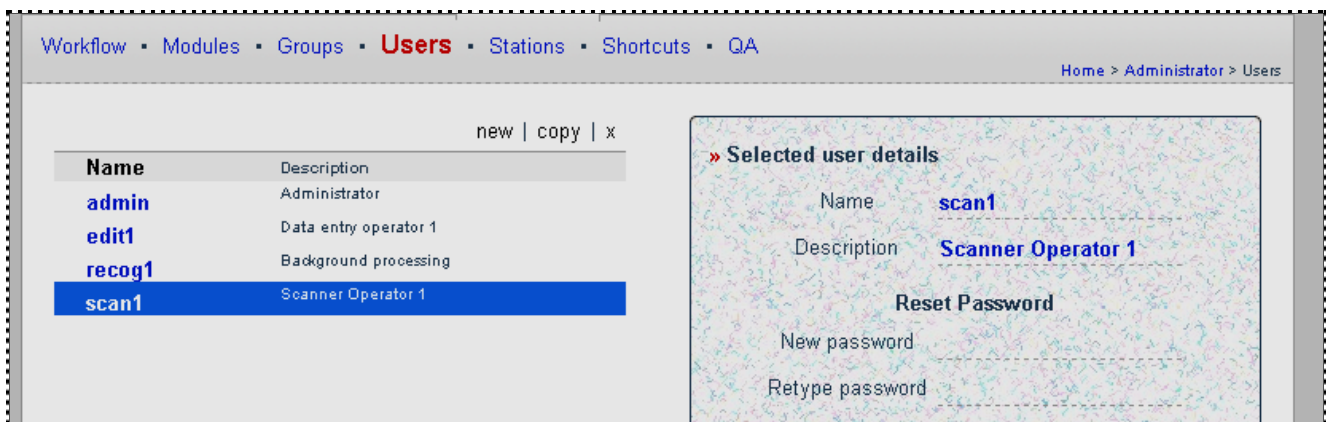 Workflow ▪ Modules ▪ Groups ▪ Users ▪ Stations ▪ Shortcuts ▪ QA
Home > Administrator > Users
new | copy | x
Name Description
admin Administrator
edit1 Data entry operator 1
recog1 Background processing
scan1 Scanner Operator 1
» Selected user details
Name scan1
Description Scanner Operator 1
Reset Password
New password
Retype password